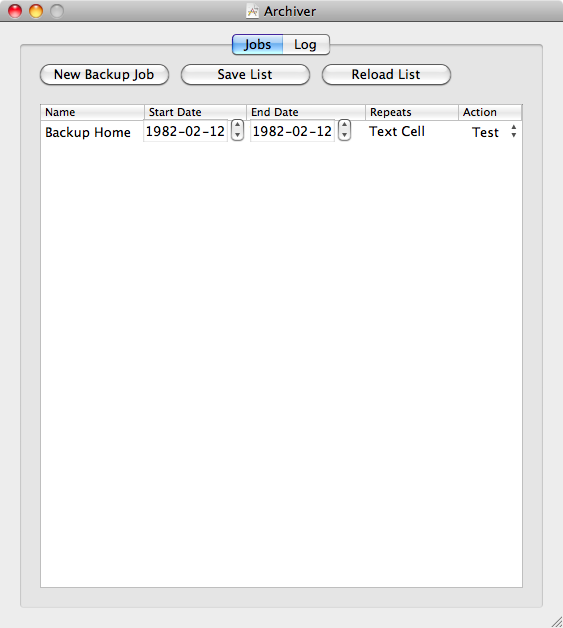 Archiver
Jobs Log
New Backup Job Save List Reload List
Name Start Date End Date Repeats Action
Backup Home 1982-02-12 1982-02-12 Text Cell Test